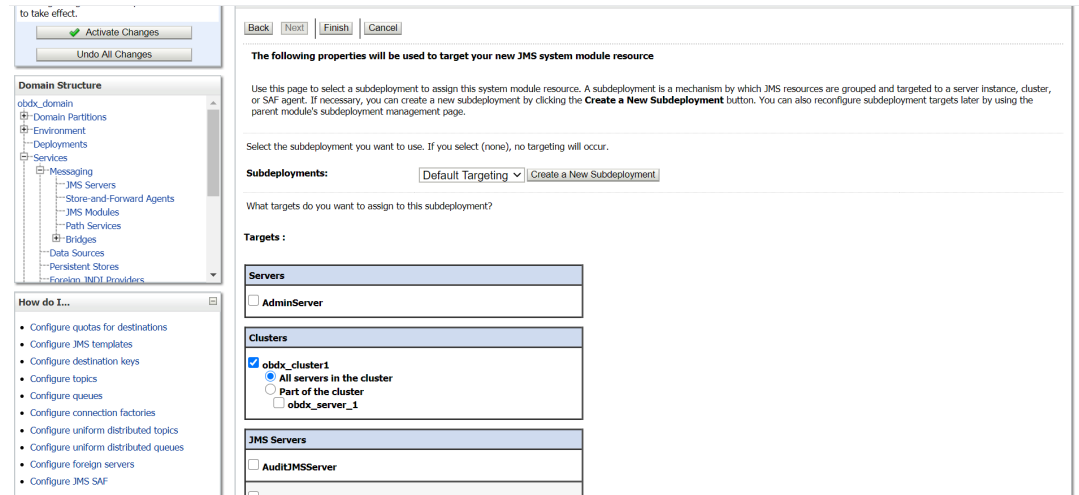 to take effect.
Activate Changes
Undo All Changes
Domain Structure
obdx_domain
Domain Partitions
Environment
Deployments
Services
Messaging
JMS Servers
Store-and-Forward Agents
JMS Modules
Path Services
Bridges
Data Sources
Persistent Stores
Foreign JNDI Providers
How do I...
Configure quotas for destinations
Configure JMS templates
Configure destination keys
Configure topics
Configure queues
Configure connection factories
Configure uniform distributed topics
Configure uniform distributed queues
Configure foreign servers
Configure JMS SAF
Back Next Finish Cancel
The following properties will be used to target your new JMS system module resource
Use this page to select a subdeployment to assign this system module resource. A subdeployment is a mechanism by which JMS resources are grouped and targeted to a server instance, cluster,
or SAF agent. If necessary, you can create a new subdeployment by clicking the Create a New Subdeployment button. You can also reconfigure subdeployment targets later by using the
parent module's subdeployment management page.
Select the subdeployment you want to use. If you select (none), no targeting will occur.
Subdeployments: Default Targeting Create a New Subdeployment
What targets do you want to assign to this subdeployment?
Targets :
Servers
AdminServer
Clusters
obdx_cluster1
All servers in the cluster
Part of the cluster
obdx_server_1
JMS Servers
AuditJMSServer